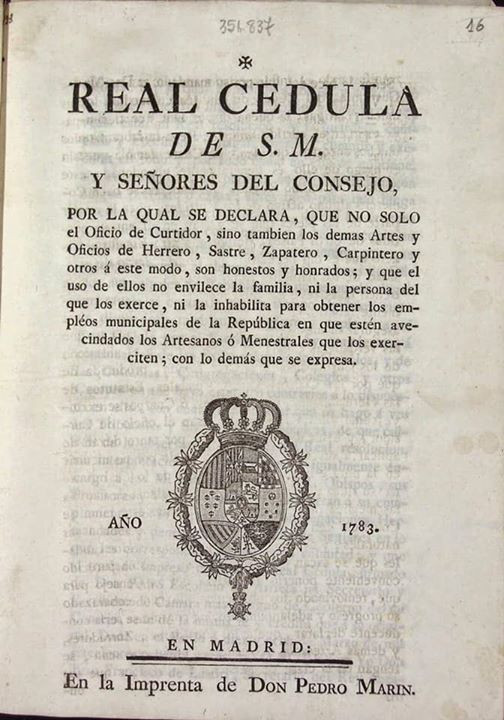 351.837
16
✠
REAL CEDULA
DE S. M.
Y SEÑORES DEL CONSEJO,
POR LA QUAL SE DECLARA, QUE NO SOLO
el Oficio de Curtidor, sino tambien los demas Artes y
Oficios de Herrero, Sastre, Zapatero, Carpintero y
otros á este modo, son honestos y honrados; y que el
uso de ellos no envilece la familia, ni la persona del
que los exerce, ni la inhabilita para obtener los em-
pléos municipales de la República en que estén ave-
cindados los Artesanos ó Menestrales que los exer-
citen; con lo demás que se expresa.
AÑO 1783.
EN MADRID:
En la Imprenta de DON PEDRO MARIN.